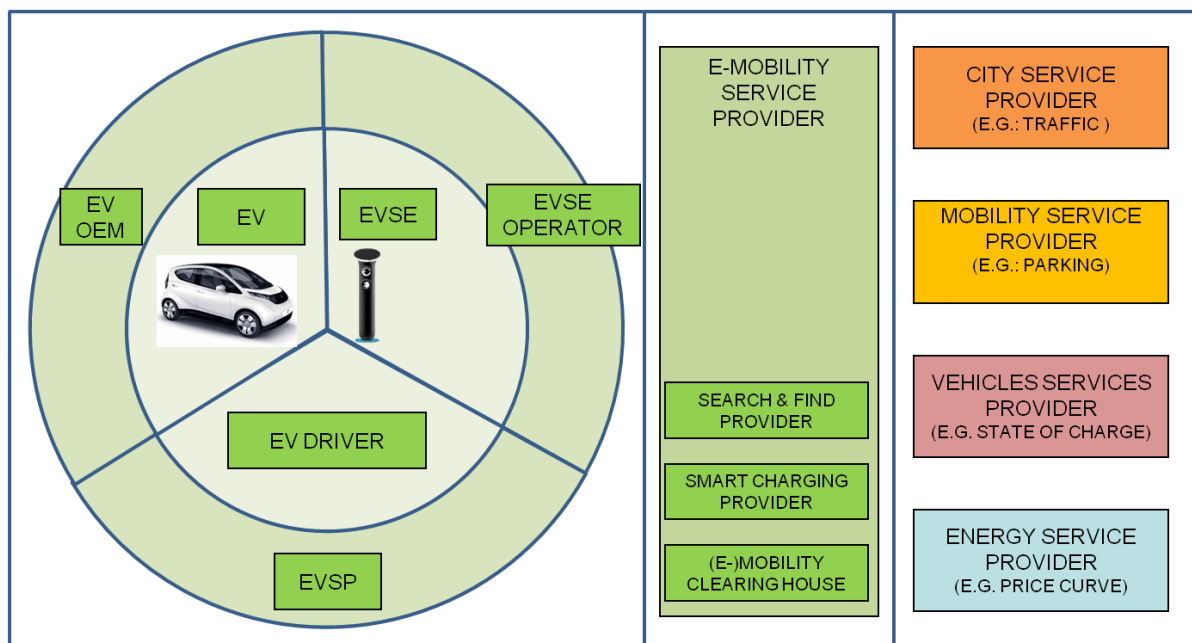 EV
OEM
EV
EVSE
EVSE
OPERATOR
EV DRIVER
EVSP
E-MOBILITY
SERVICE
PROVIDER
SEARCH & FIND
PROVIDER
SMART CHARGING
PROVIDER
(E-)MOBILITY
CLEARING HOUSE
CITY SERVICE
PROVIDER
(E.G.: TRAFFIC )
MOBILITY SERVICE
PROVIDER
(E.G.: PARKING)
VEHICLES SERVICES
PROVIDER
(E.G. STATE OF CHARGE)
ENERGY SERVICE
PROVIDER
(E.G. PRICE CURVE)